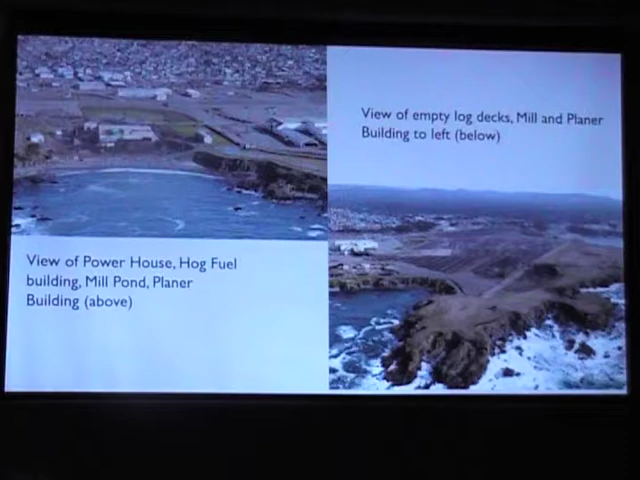 View of empty log decks, Mill and Planer
Building to left (below)
View of Power House, Hog Fuel
building, Mill Pond, Planer
Building (above)